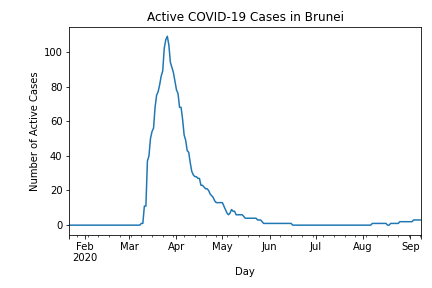 Active COVID-19 Cases in Brunei
Number of Active Cases
100
80
60
40
20
0
Feb Mar Apr May Jun Jul Aug Sep
2020
Day